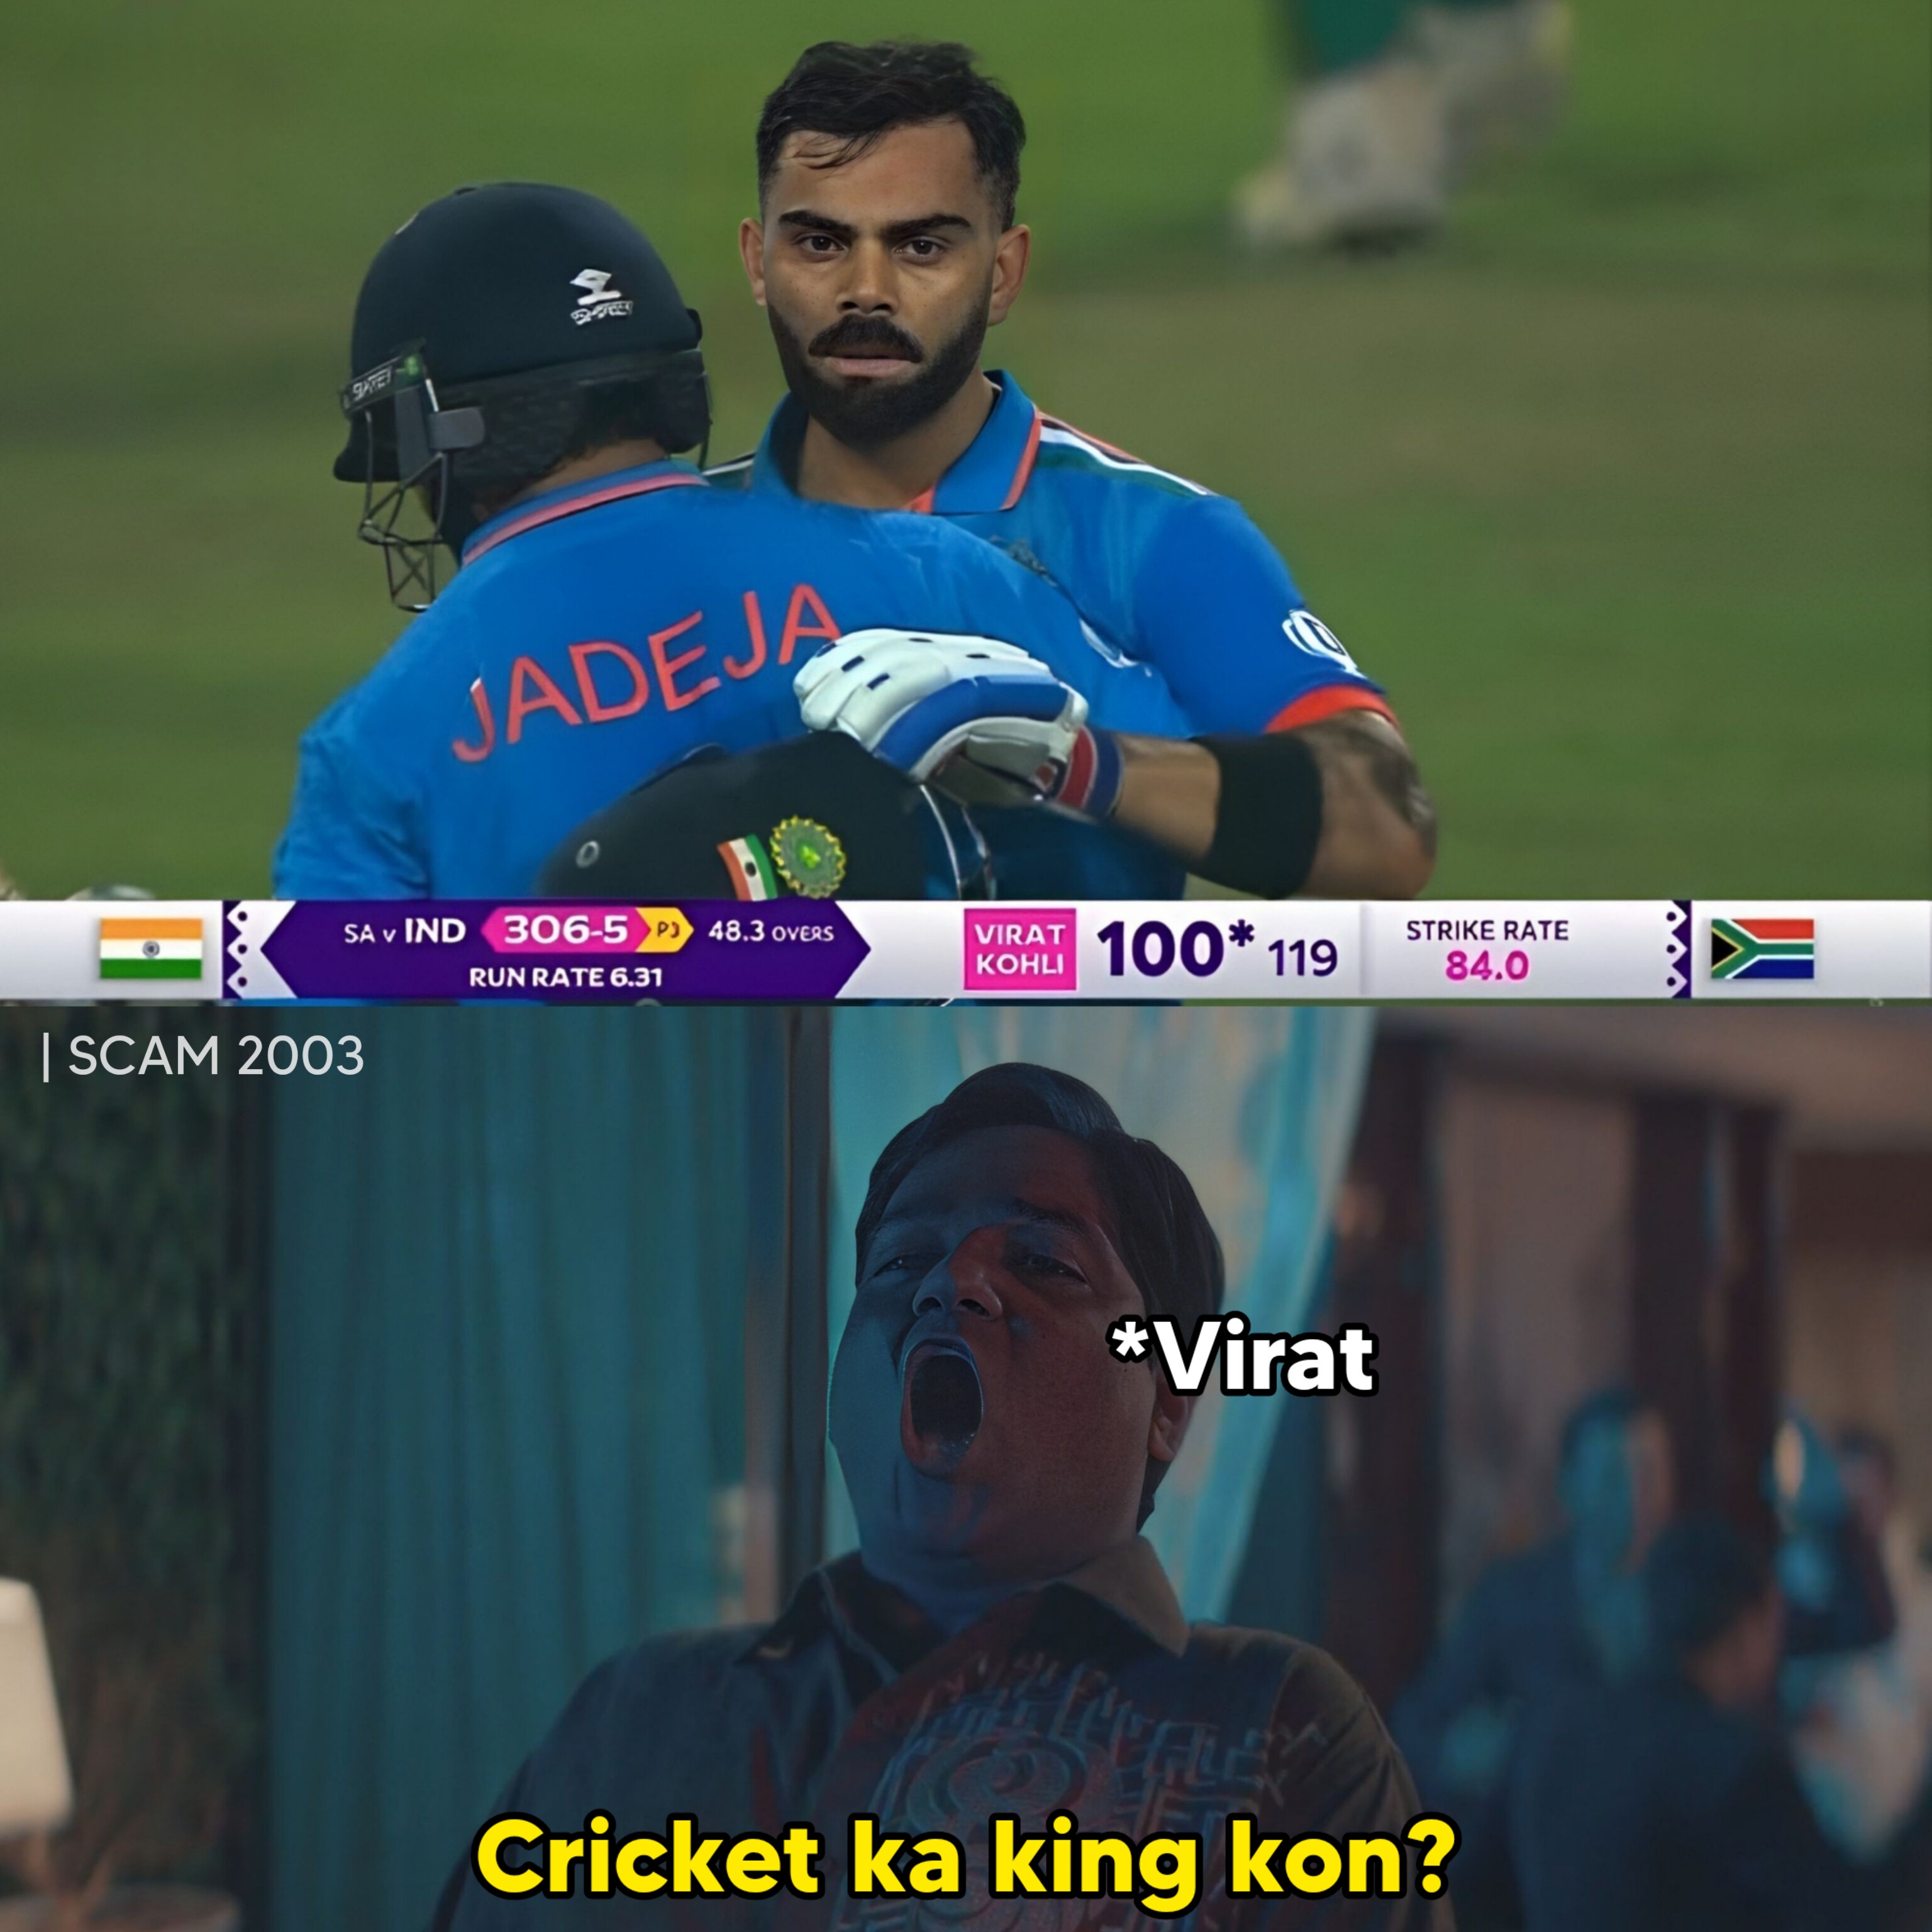 JADEJA
SA v IND 306-5 PJ 48.3 OVERS
RUN RATE 6.31
VIRAT
KOHLI
100* 119
STRIKE RATE
84.0
| SCAM 2003
*Virat
Cricket ka king kon?